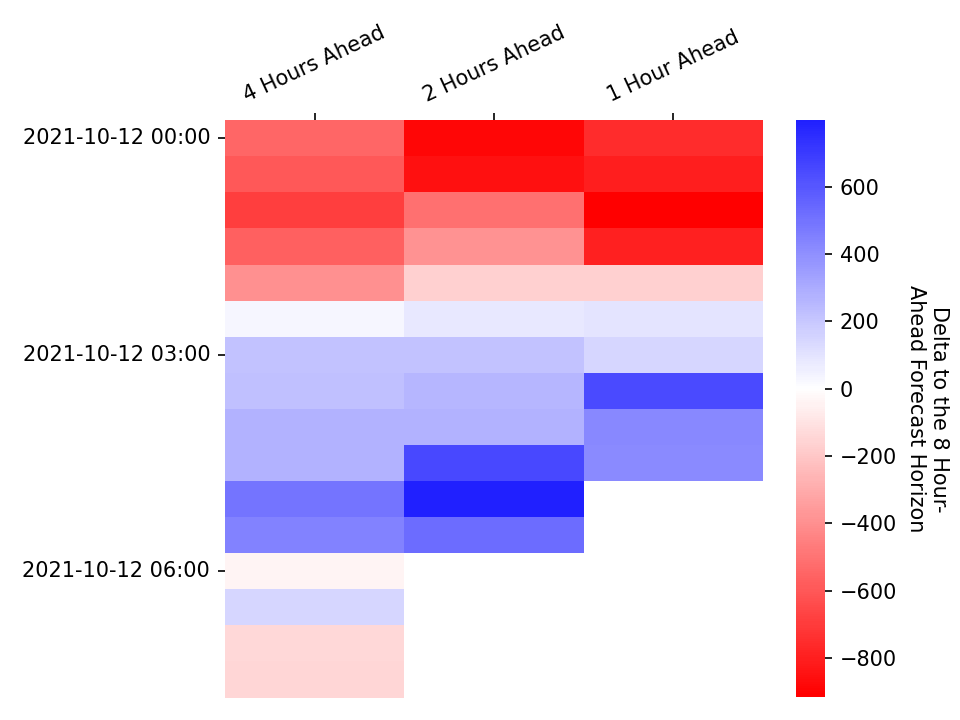 4 Hours Ahead
2 Hours Ahead
1 Hour Ahead
2021-10-12 00:00
2021-10-12 03:00
2021-10-12 06:00
600
400
200
0
−200
−400
−600
−800
Delta to the 8 Hour-
Ahead Forecast Horizon